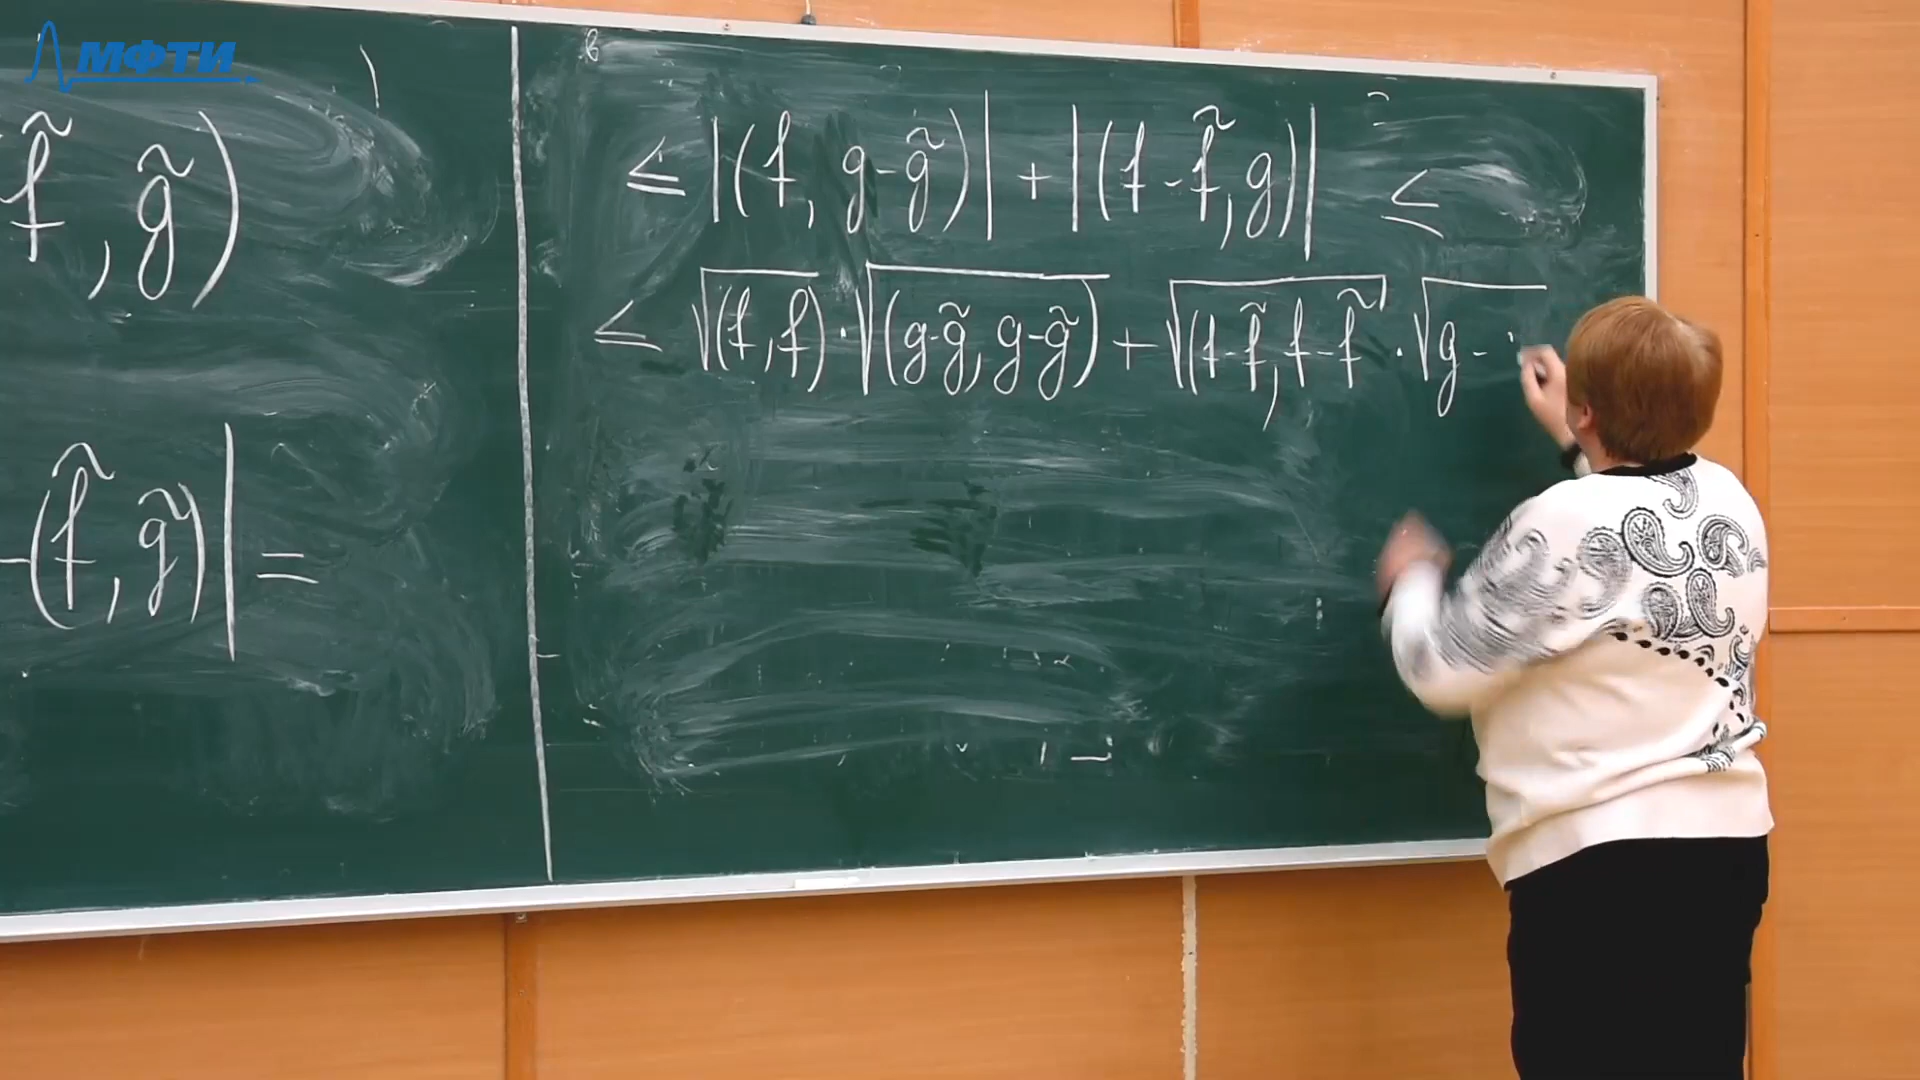 МФТИ
f̃, g̃)
-(f̃, g̃)| =
≤ |(f, g-g̃)| + |(f-f̃, g)| ≤
≤ √(f,f) · √(g-g̃, g-g̃) + √(f-f̃, f-f̃ · √g-